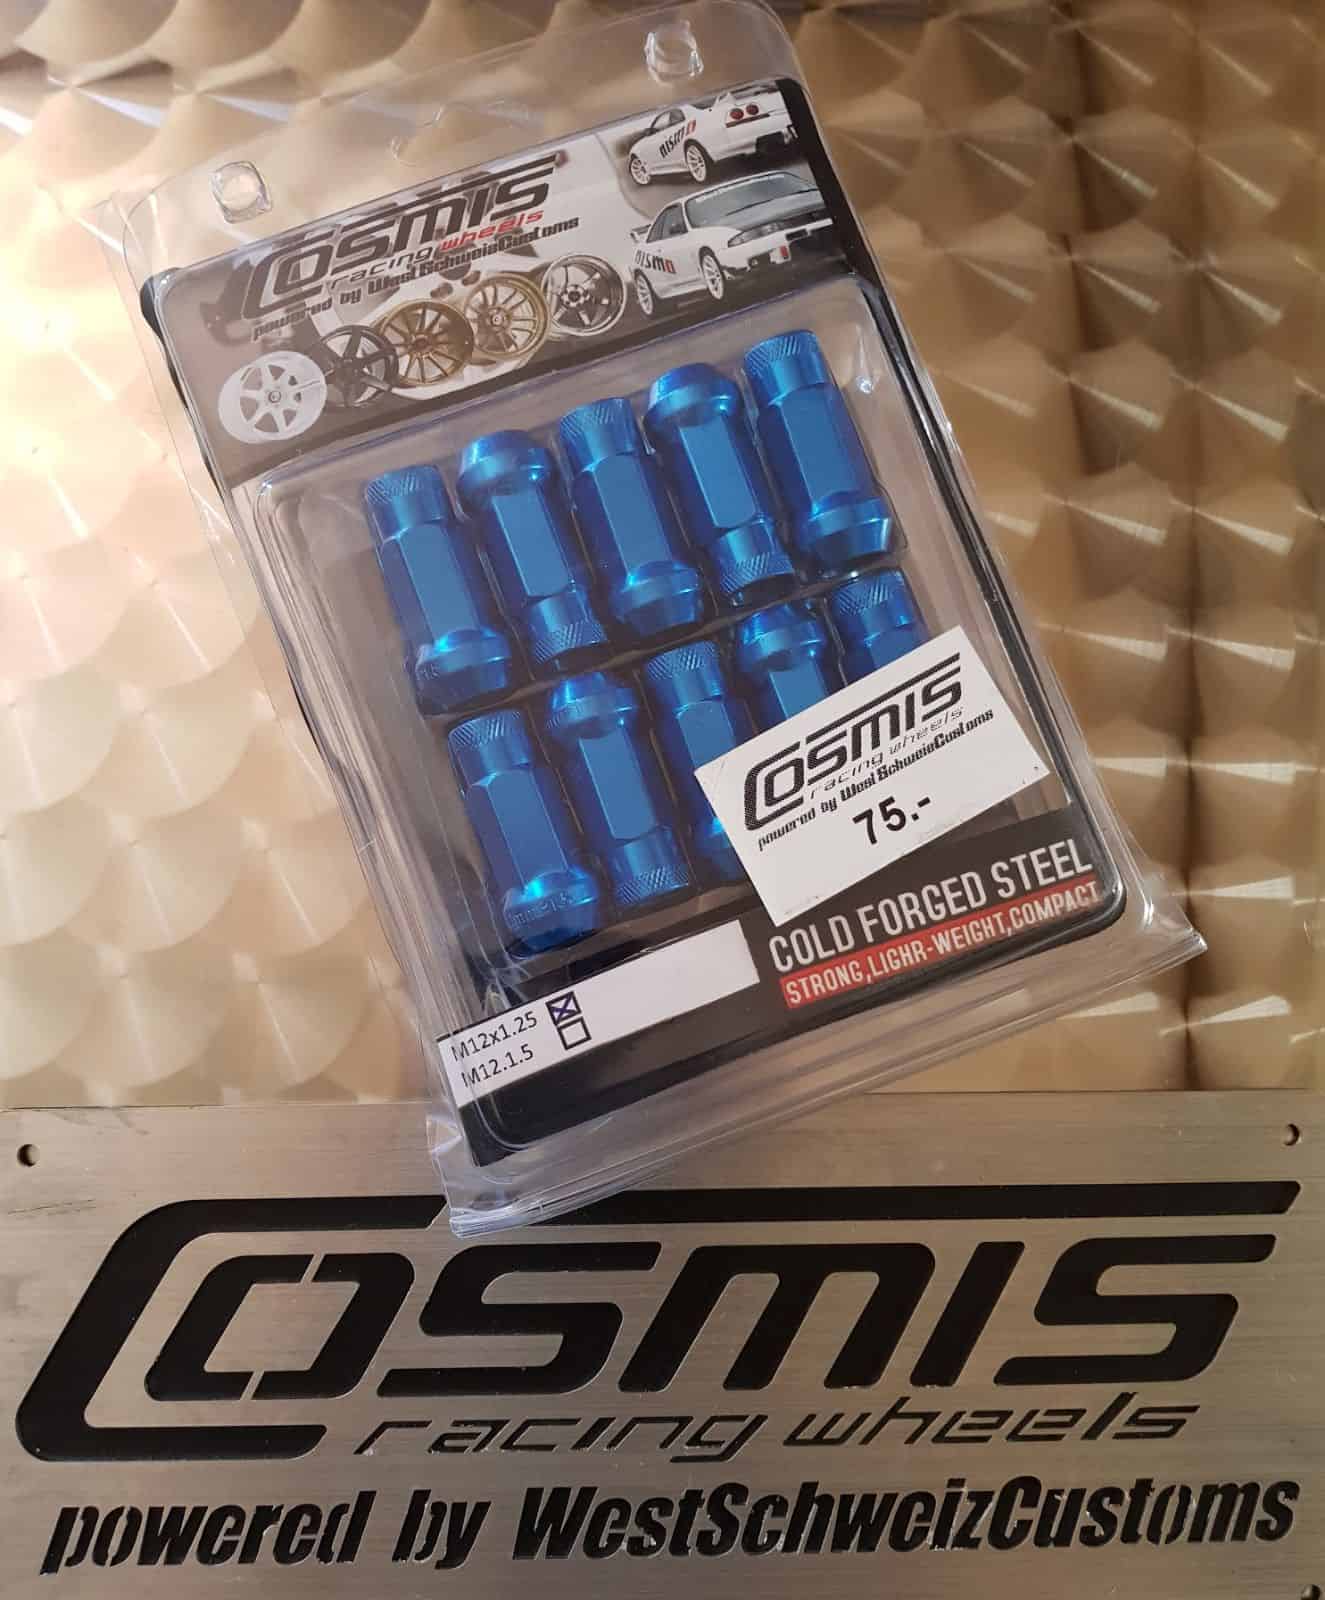 COSMIS
racing wheels
powered by WestSchweizCustoms
nismo
nismo
COSMIS
racing wheels
powered by WestSchweizCustoms
75.-
COLD FORGED STEEL
STRONG,LIGHR-WEIGHT,COMPACT
M12x1.25
M12.1.5
COSMIS
racing wheels
powered by WestSchweizCustoms